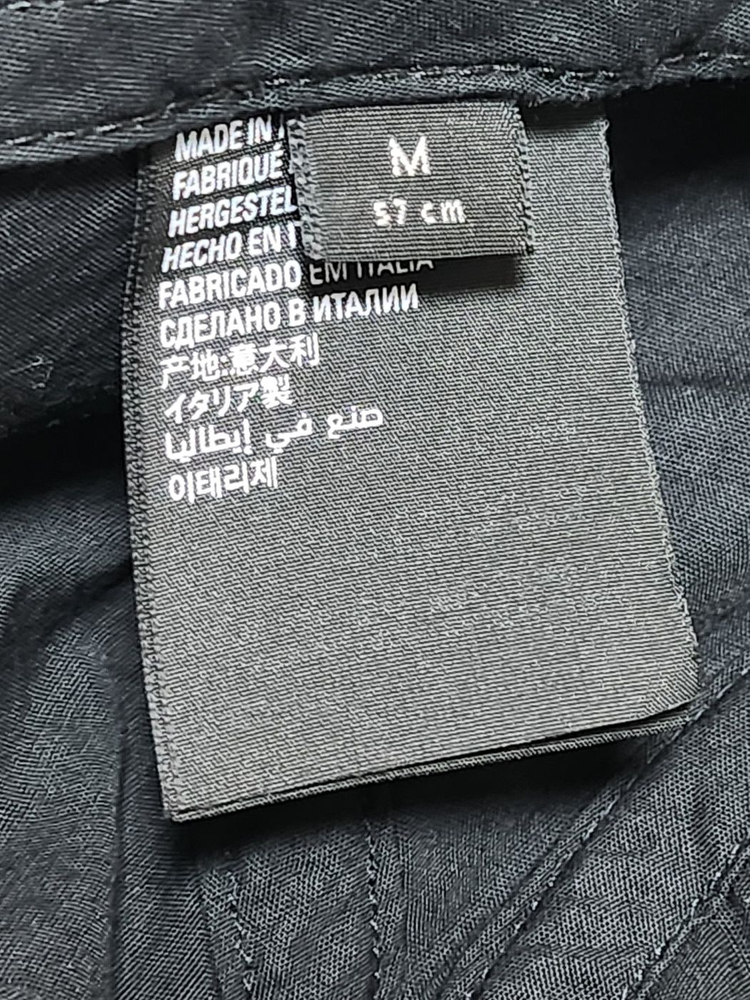 M
57 cm
MADE IN
FABRIQUÉ
HERGESTEL
HECHO EN I
FABRICADO EM ITALIA
СДЕЛАНО В ИТАЛИИ
产地:意大利
イタリア製
صنع في إيطاليا
이태리제